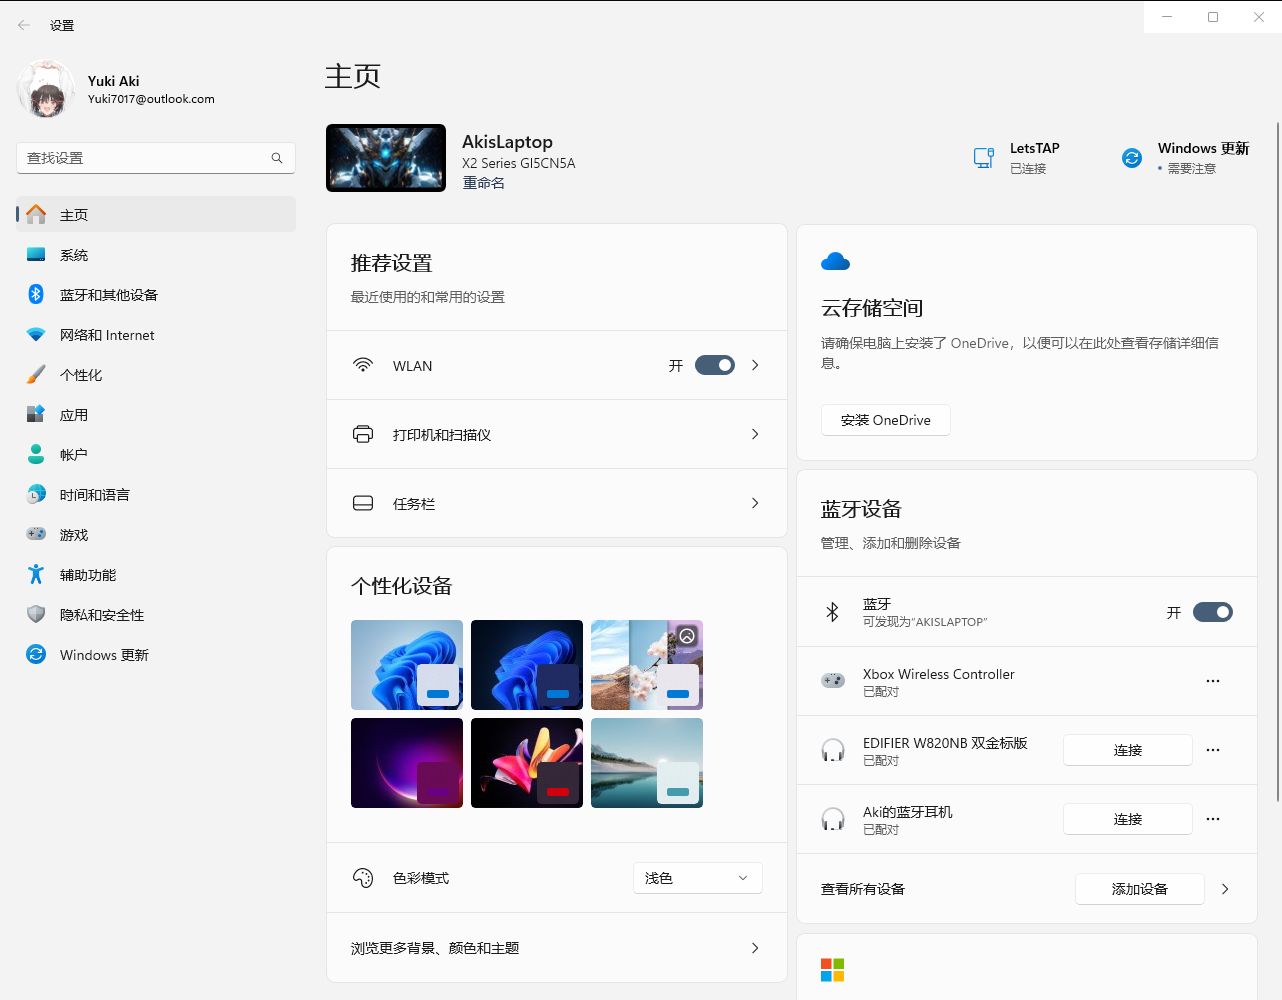 设置
Yuki Aki
Yuki7017@outlook.com
查找设置
主页
系统
蓝牙和其他设备
网络和 Internet
个性化
应用
帐户
时间和语言
游戏
辅助功能
隐私和安全性
Windows 更新
主页
AkisLaptop
X2 Series GI5CN5A
重命名
LetsTAP
已连接
Windows 更新
• 需要注意
推荐设置
最近使用的和常用的设置
WLAN
开
打印机和扫描仪
任务栏
个性化设备
色彩模式
浅色
浏览更多背景、颜色和主题
云存储空间
请确保电脑上安装了 OneDrive，以便可以在此处查看存储详细信
息。
安装 OneDrive
蓝牙设备
管理、添加和删除设备
蓝牙
可发现为“AKISLAPTOP”
开
Xbox Wireless Controller
已配对
EDIFIER W820NB 双金标版
已配对
连接
Aki的蓝牙耳机
已配对
连接
查看所有设备
添加设备